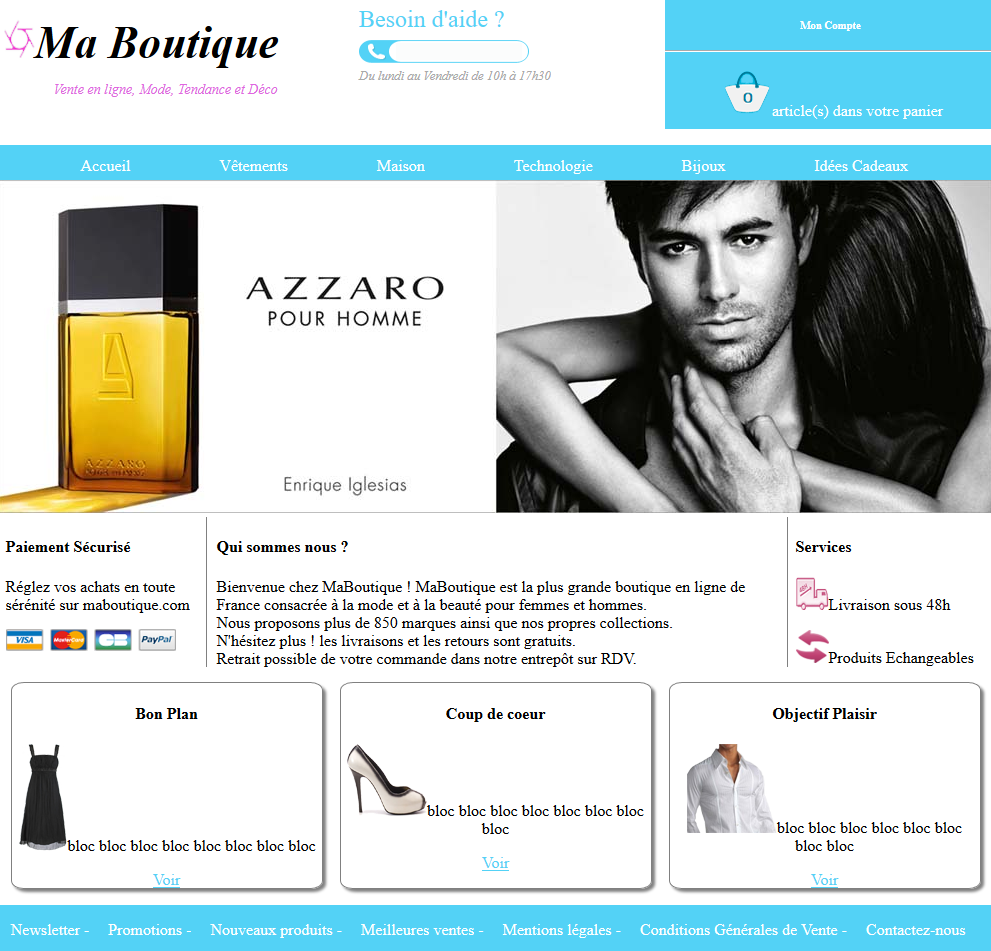 Ma Boutique
Vente en ligne, Mode, Tendance et Déco
Besoin d'aide ?
Du lundi au Vendredi de 10h à 17h30
Mon Compte
0 article(s) dans votre panier
Accueil Vêtements Maison Technologie Bijoux Idées Cadeaux
AZZARO
POUR HOMME
AZZARO
Enrique Iglesias
Paiement Sécurisé
Réglez vos achats en toute
sérénité sur maboutique.com
VISA MasterCard CB PayPal
Qui sommes nous ?
Bienvenue chez MaBoutique ! MaBoutique est la plus grande boutique en ligne de
France consacrée à la mode et à la beauté pour femmes et hommes.
Nous proposons plus de 850 marques ainsi que nos propres collections.
N'hésitez plus ! les livraisons et les retours sont gratuits.
Retrait possible de votre commande dans notre entrepôt sur RDV.
Services
Livraison sous 48h
Produits Echangeables
Bon Plan
bloc bloc bloc bloc bloc bloc bloc bloc
Voir
Coup de coeur
bloc bloc bloc bloc bloc bloc bloc
bloc
Voir
Objectif Plaisir
bloc bloc bloc bloc bloc bloc
bloc bloc
Voir
Newsletter - Promotions - Nouveaux produits - Meilleures ventes - Mentions légales - Conditions Générales de Vente - Contactez-nous